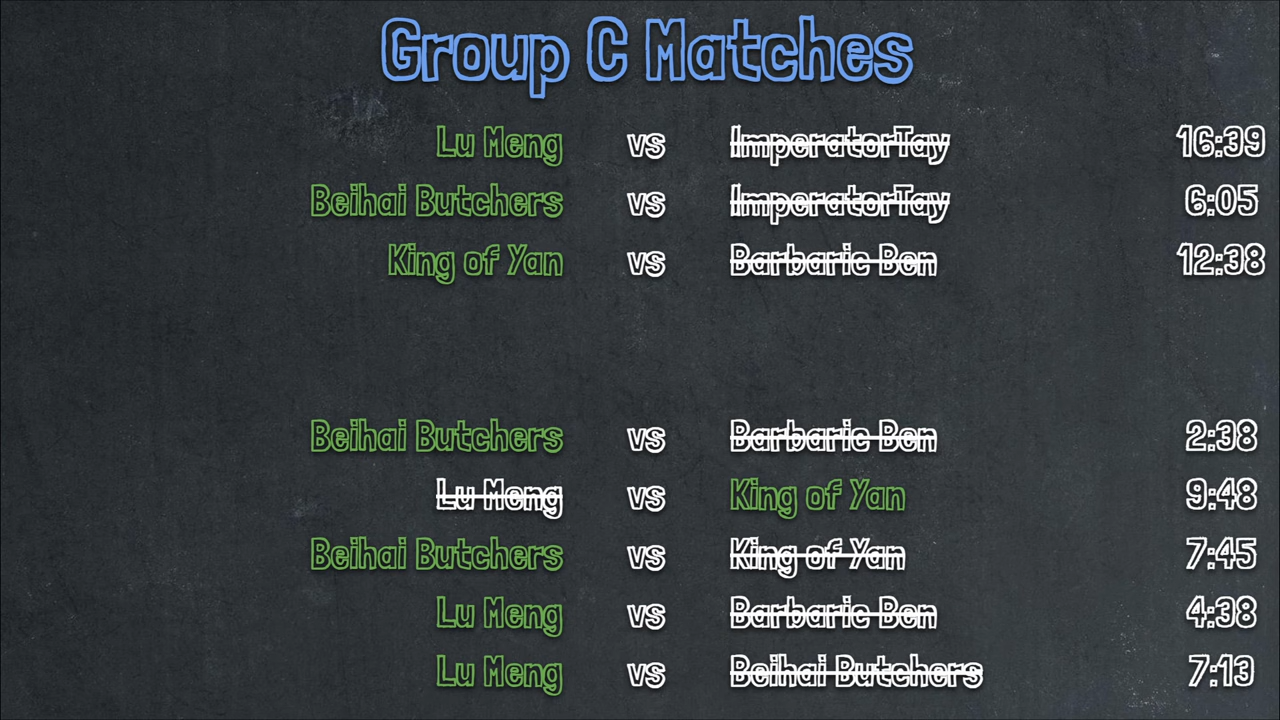 Group C Matches
Lu Meng vs ImperatorTay 16:39
Beihai Butchers vs ImperatorTay 6:05
King of Yan vs Barbaric Ben 12:38
Beihai Butchers vs Barbaric Ben 2:38
Lu Meng vs King of Yan 9:48
Beihai Butchers vs King of Yan 7:45
Lu Meng vs Barbaric Ben 4:38
Lu Meng vs Beihai Butchers 7:13